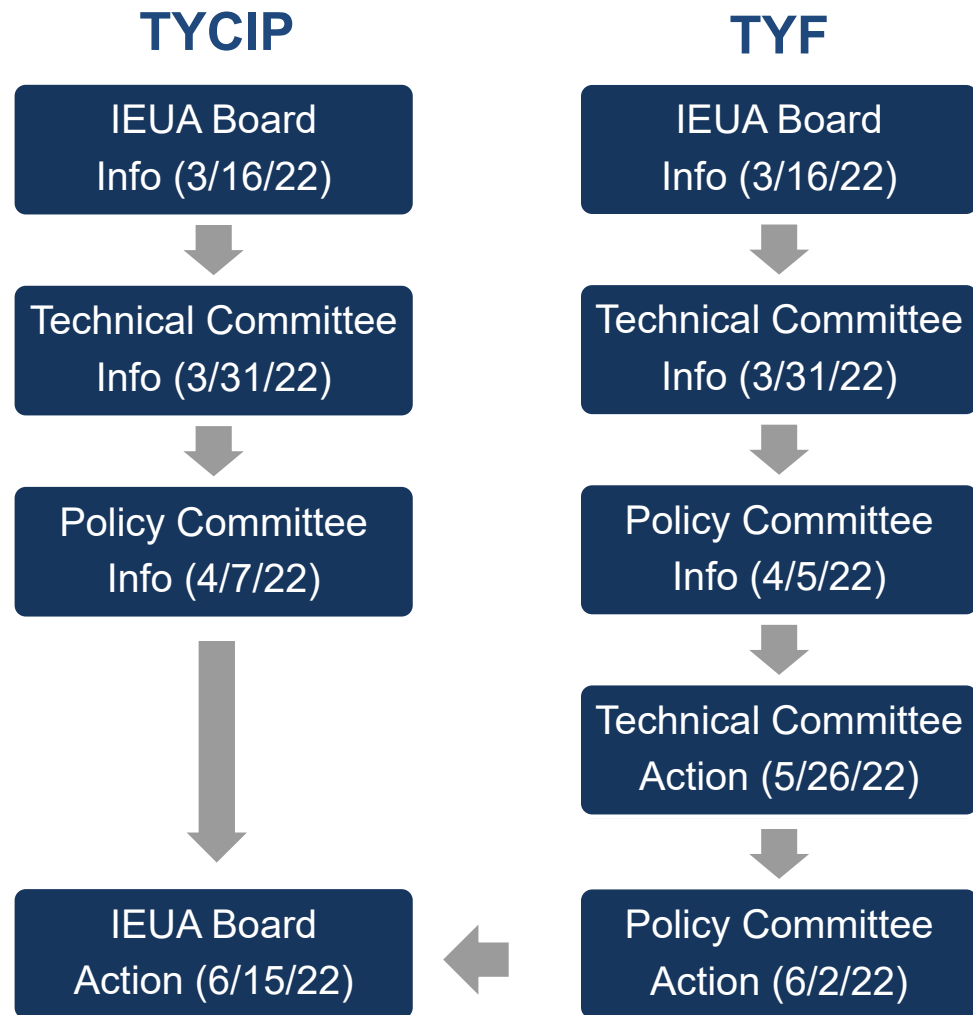 TYCIP
IEUA Board
Info (3/16/22)
Technical Committee
Info (3/31/22)
Policy Committee
Info (4/7/22)
IEUA Board
Action (6/15/22)
TYF
IEUA Board
Info (3/16/22)
Technical Committee
Info (3/31/22)
Policy Committee
Info (4/5/22)
Technical Committee
Action (5/26/22)
Policy Committee
Action (6/2/22)